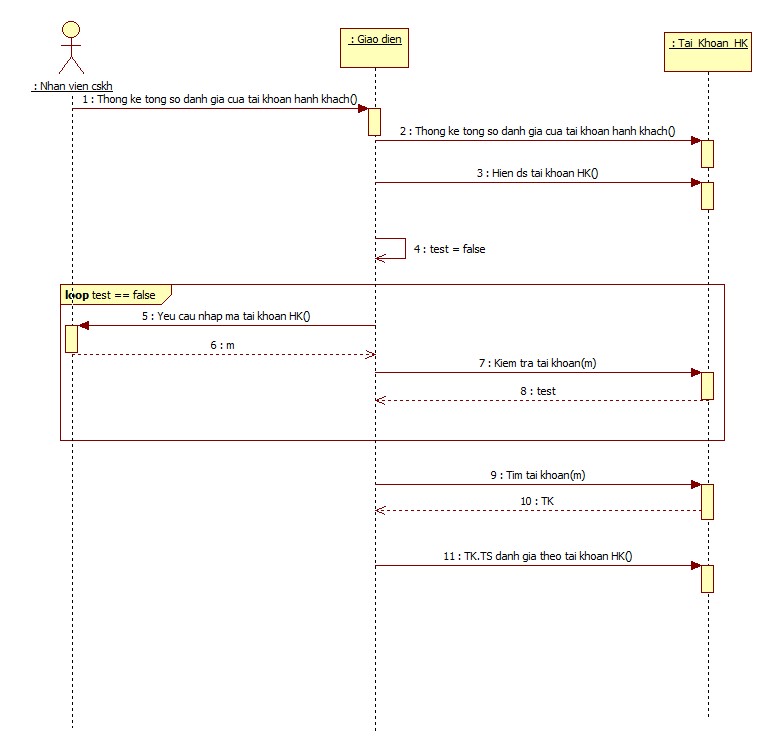 : Giao dien
: Tai_Khoan_HK
: Nhan vien cskh
1 : Thong ke tong so danh gia cua tai khoan hanh khach()
2 : Thong ke tong so danh gia cua tai khoan hanh khach()
3 : Hien ds tai khoan HK()
4 : test = false
loop test == false
5 : Yeu cau nhap ma tai khoan HK()
6 : m
7 : Kiem tra tai khoan(m)
8 : test
9 : Tim tai khoan(m)
10 : TK
11 : TK.TS danh gia theo tai khoan HK()